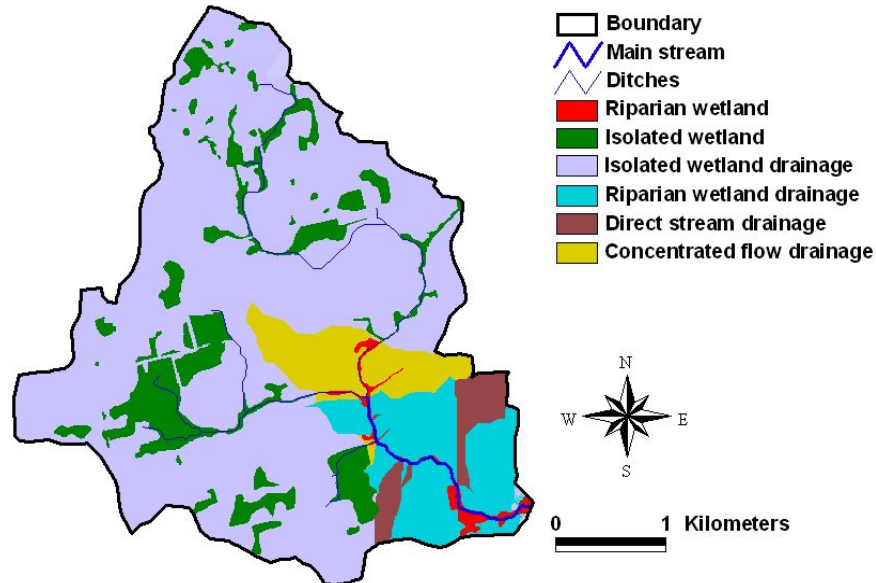 Boundary
Main stream
Ditches
Riparian wetland
Isolated wetland
Isolated wetland drainage
Riparian wetland drainage
Direct stream drainage
Concentrated flow drainage
N
W E
S
0 1 Kilometers